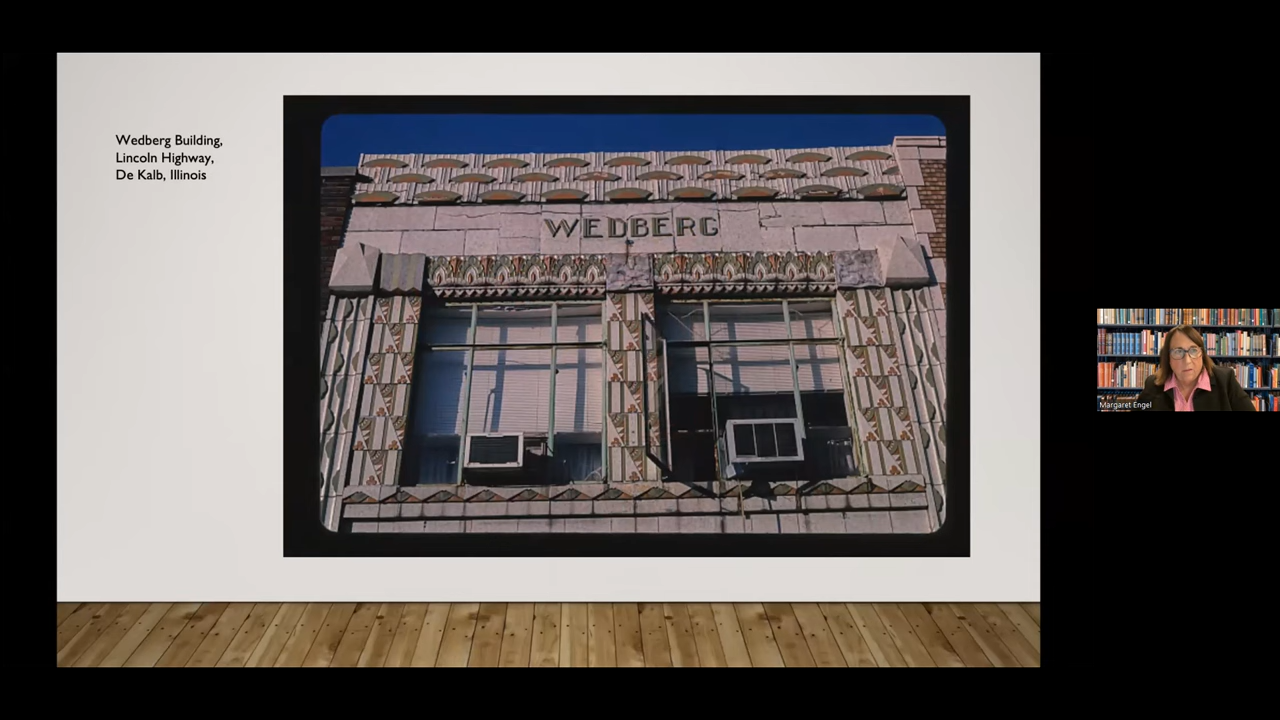 Wedberg Building,
Lincoln Highway,
De Kalb, Illinois
WEDBERG
Margaret Engel